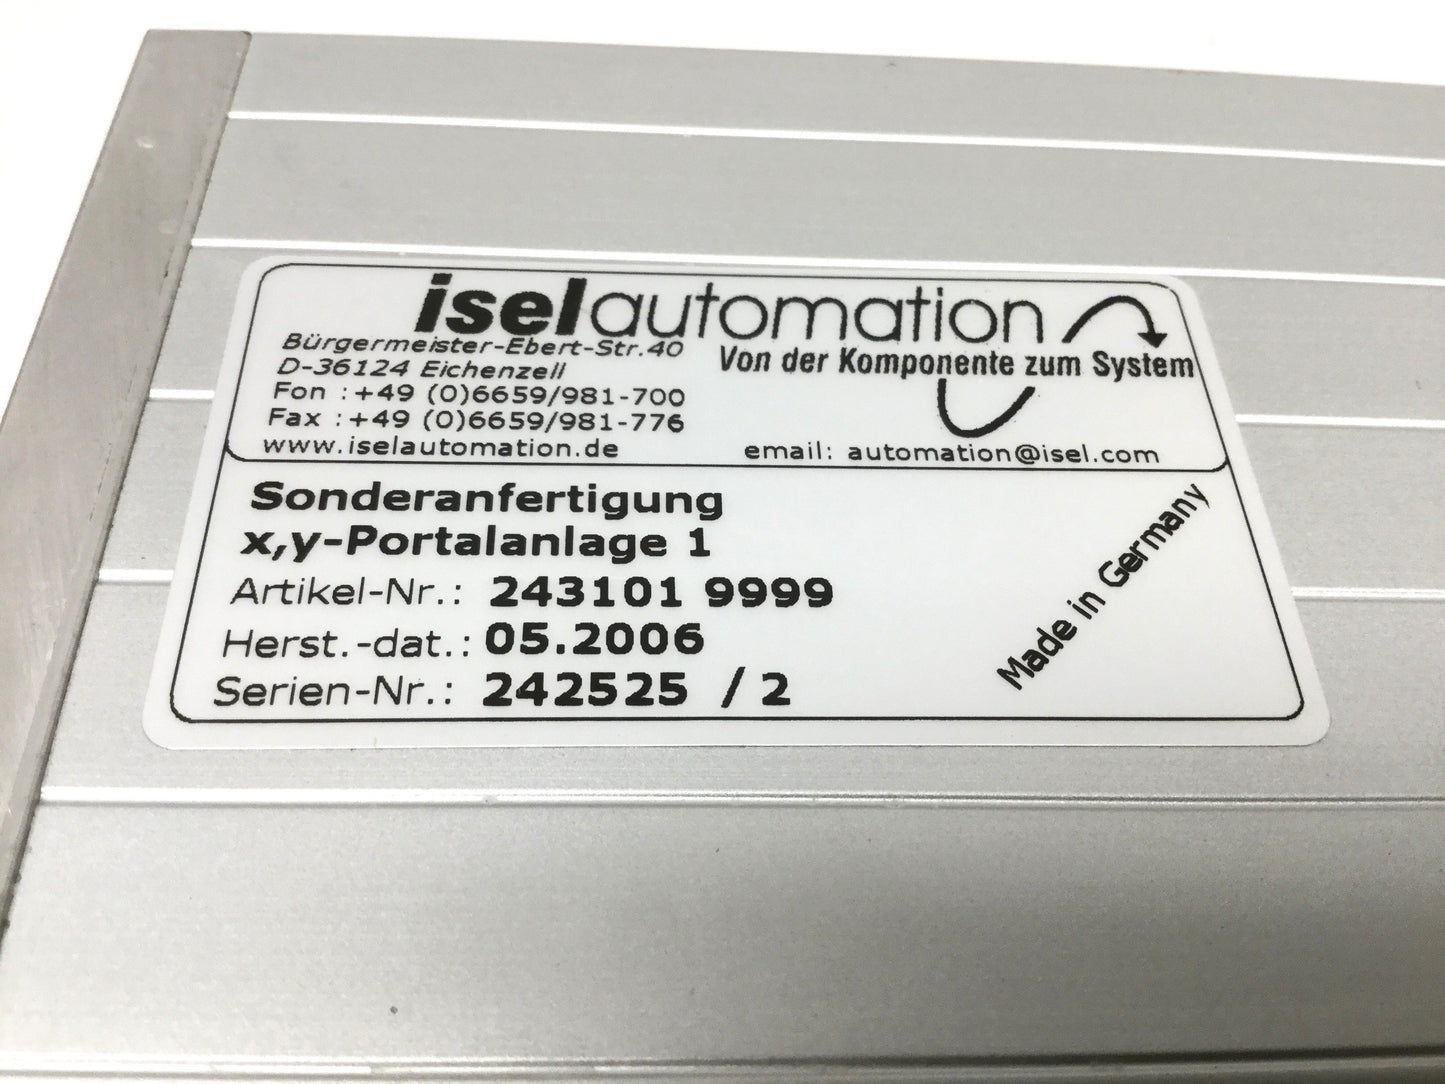 iselautomation
Bürgermeister-Ebert-Str.40
Von der Komponente zum System
D-36124 Eichenzell
Fon :+49 (0)6659/981-700
Fax :+49 (0)6659/981-776
www.iselautomation.de
email: automation@isel.com
Sonderanfertigung
x,y-Portalanlage 1
Artikel-Nr.: 243101 9999
Herst.-dat.: 05.2006
Serien-Nr.: 242525 / 2
Made in Germany